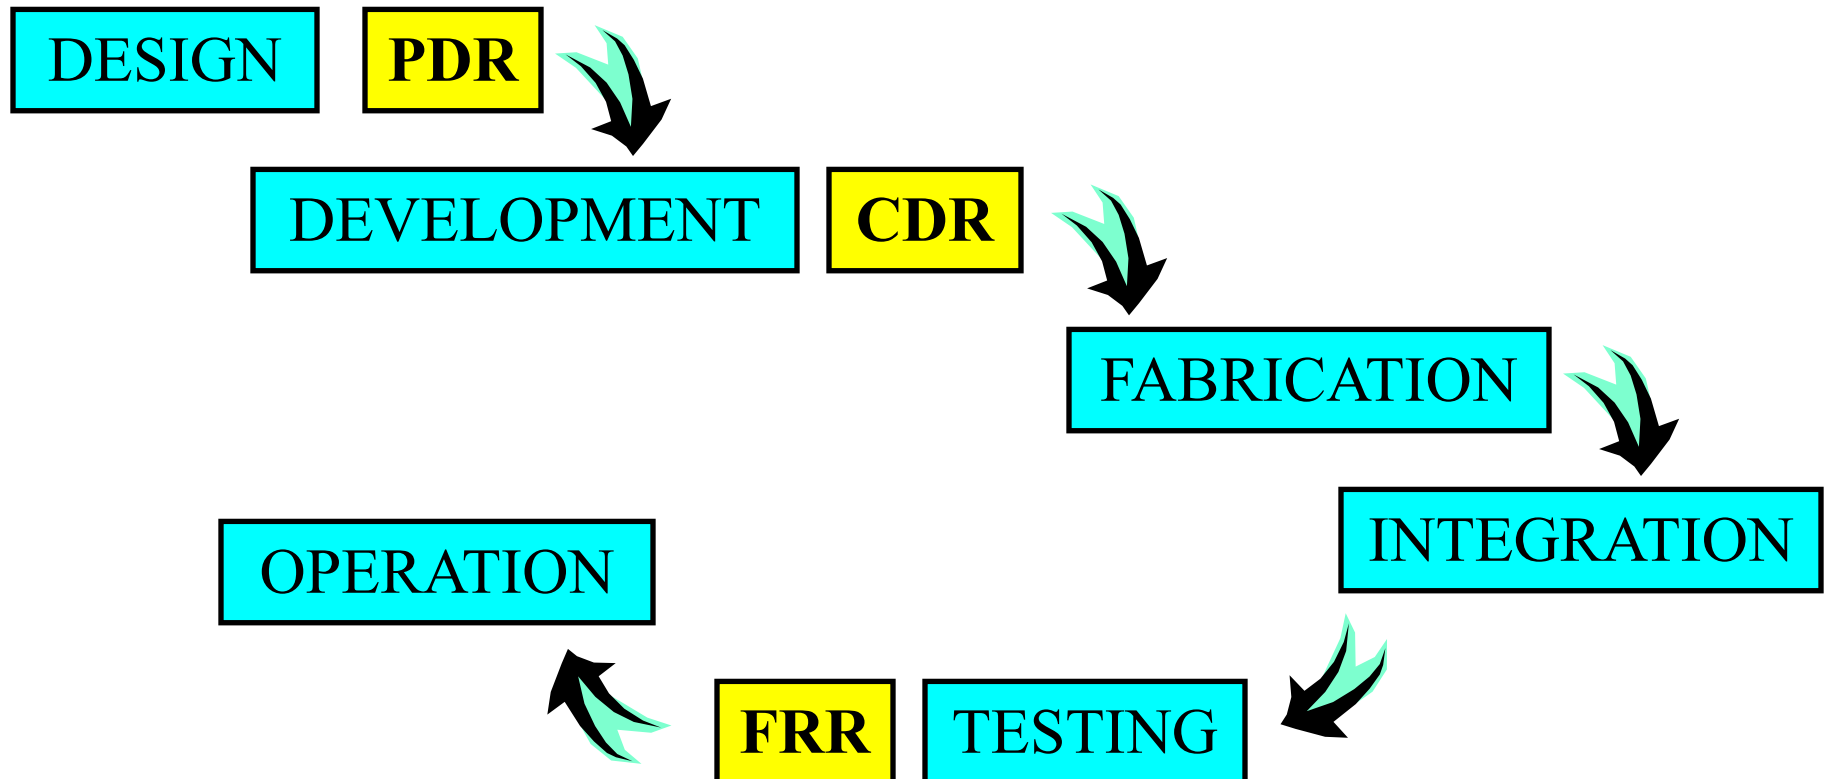 DESIGN PDR
DEVELOPMENT CDR
FABRICATION
INTEGRATION
OPERATION
FRR TESTING